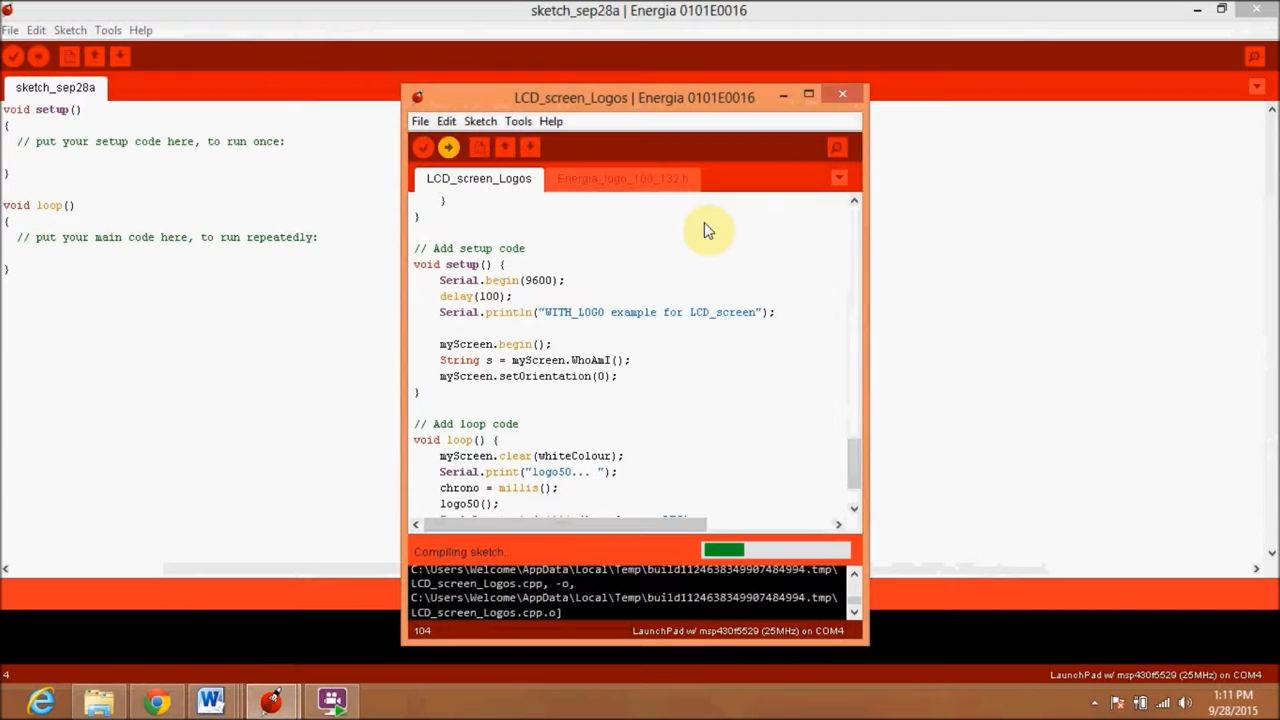 sketch_sep28a | Energia 0101E0016
File Edit Sketch Tools Help
sketch_sep28a
void setup()
{
// put your setup code here, to run once:
}
void loop()
{
// put your main code here, to run repeatedly:
}
LCD_screen_Logos | Energia 0101E0016
File Edit Sketch Tools Help
LCD_screen_Logos Energia_logo_100_132.h
}
}
// Add setup code
void setup() {
Serial.begin(9600);
delay(100);
Serial.println("WITH_LOGO example for LCD_screen");
myScreen.begin();
String s = myScreen.WhoAmI();
myScreen.setOrientation(0);
}
// Add loop code
void loop() {
myScreen.clear(whiteColour);
Serial.print("logo50... ");
chrono = millis();
logo50();
Compiling sketch...
C:\Users\Welcome\AppData\Local\Temp\build1124638349907484994.tmp\
LCD_screen_Logos.cpp, -o,
C:\Users\Welcome\AppData\Local\Temp\build1124638349907484994.tmp\
LCD_screen_Logos.cpp.o]
104 LaunchPad w/ msp430f5529 (25MHz) on COM4
4 LaunchPad w/ msp430f5529 (25MHz) on COM4
1:11 PM
9/28/2015